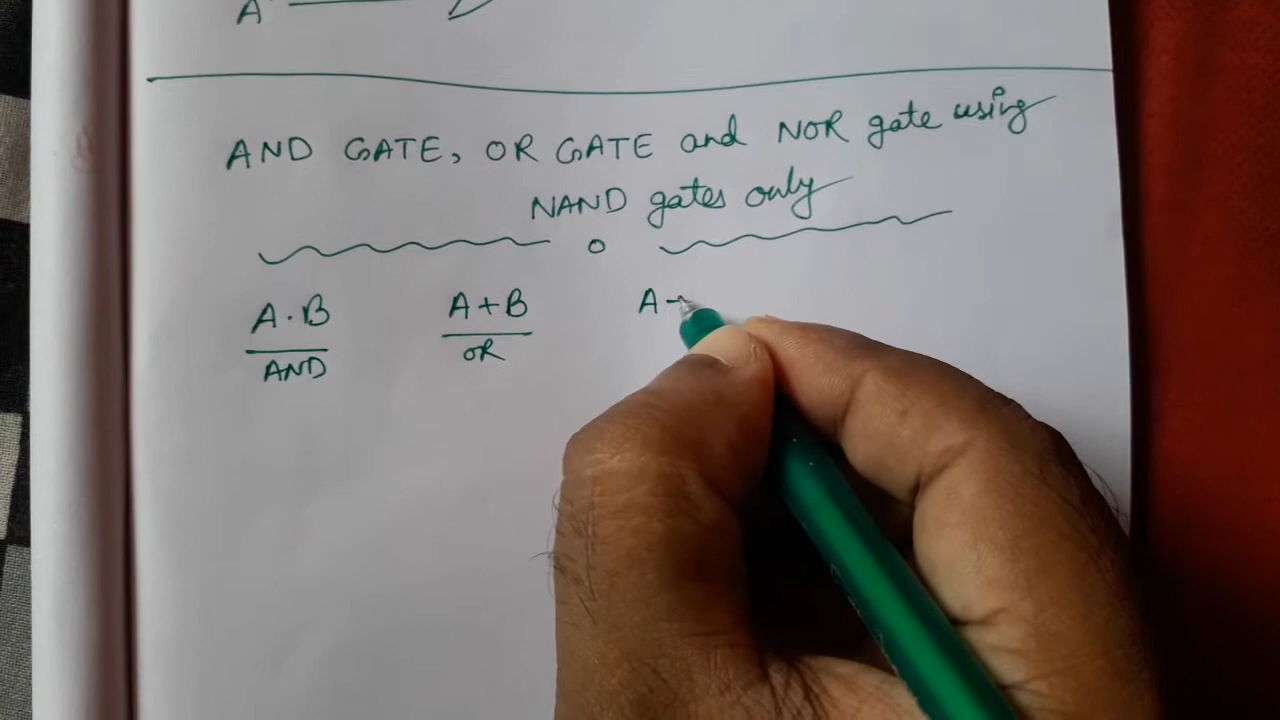 A
AND GATE, OR GATE and NOR gate using
NAND gates only
A·B A+B A
AND OR